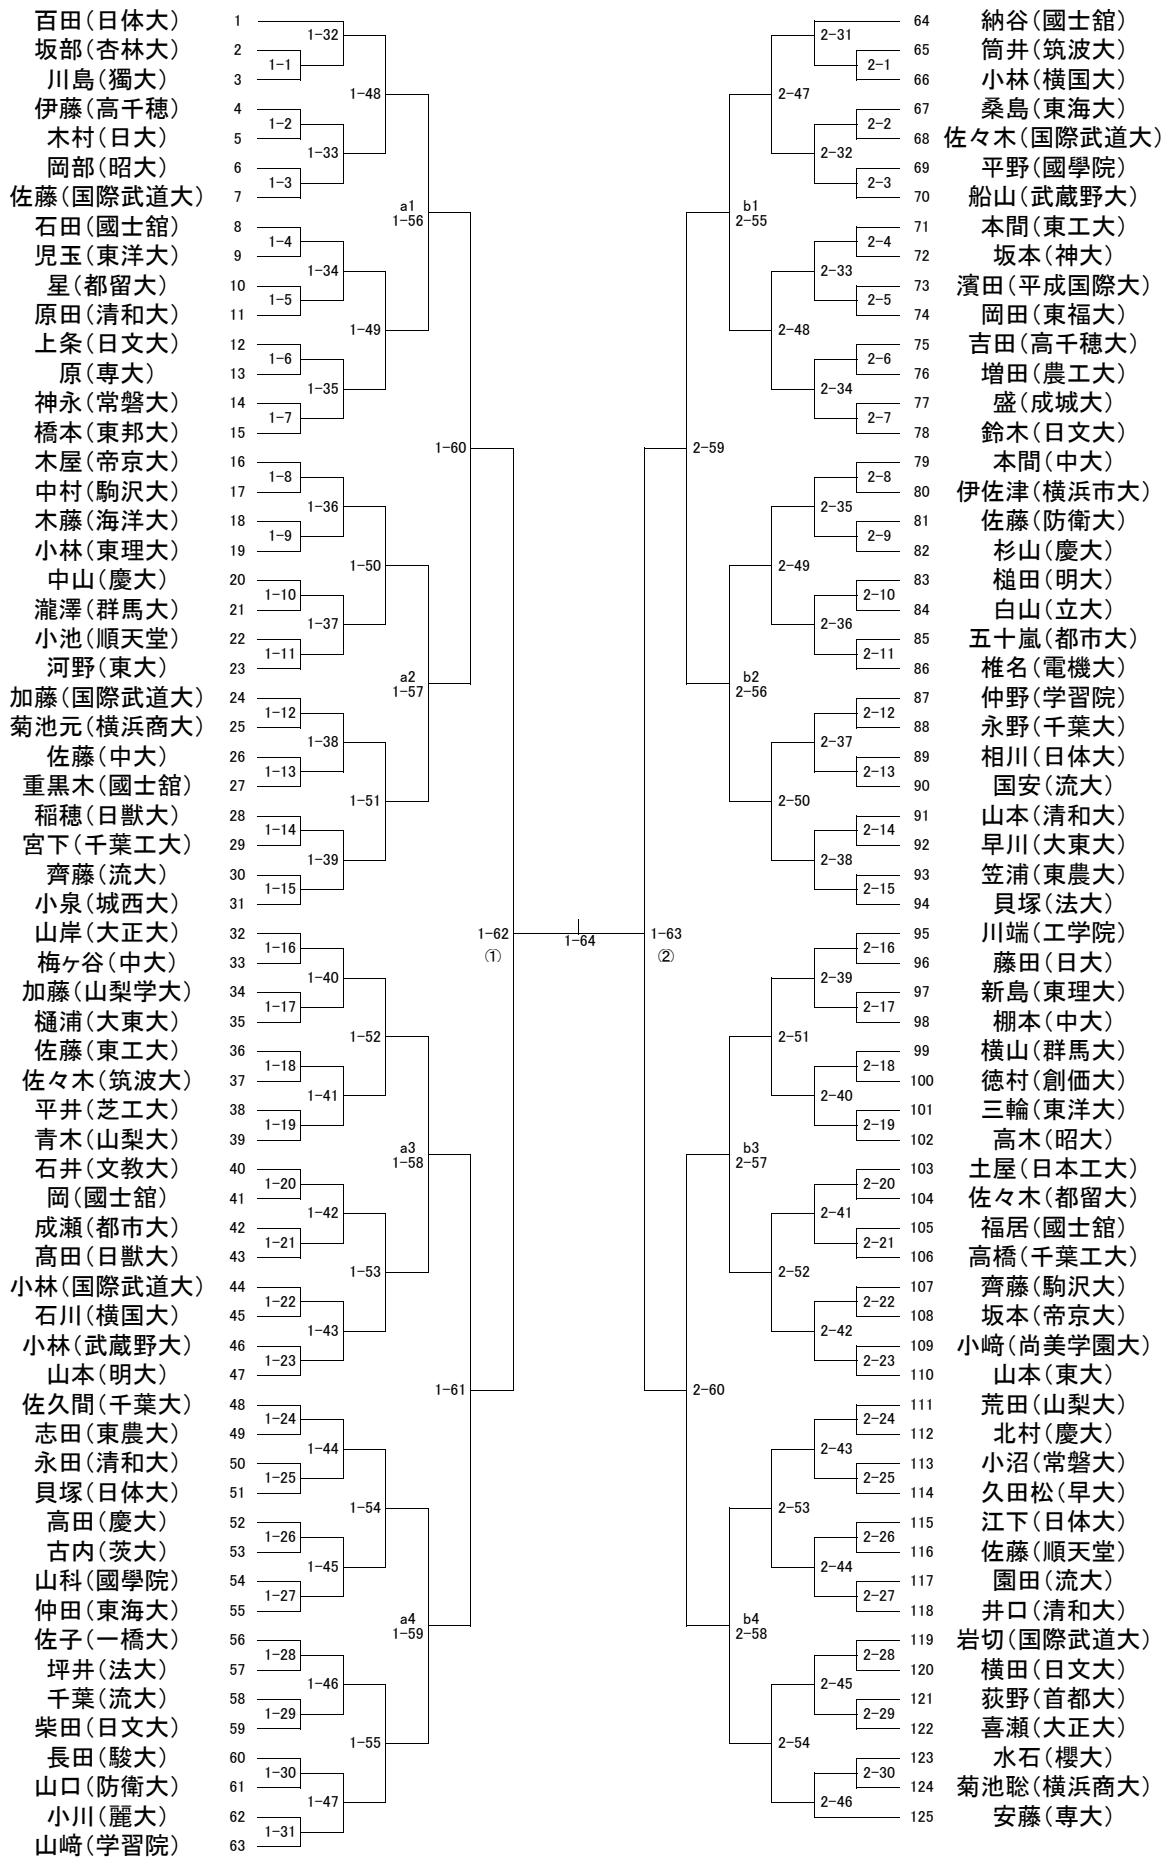 百田（日体大） 1
坂部（杏林大） 2
川島（獨大） 3
伊藤（高千穂） 4
木村（日大） 5
岡部（昭大） 6
佐藤（国際武道大） 7
石田（國士舘） 8
児玉（東洋大） 9
星（都留大） 10
原田（清和大） 11
上条（日文大） 12
原（専大） 13
神永（常磐大） 14
橋本（東邦大） 15
木屋（帝京大） 16
中村（駒沢大） 17
木藤（海洋大） 18
小林（東理大） 19
中山（慶大） 20
瀧澤（群馬大） 21
小池（順天堂） 22
河野（東大） 23
加藤（国際武道大） 24
菊池元（横浜商大） 25
佐藤（中大） 26
重黒木（國士舘） 27
稲穂（日獣大） 28
宮下（千葉工大） 29
齊藤（流大） 30
小泉（城西大） 31
山岸（大正大） 32
梅ヶ谷（中大） 33
加藤（山梨学大） 34
樋浦（大東大） 35
佐藤（東工大） 36
佐々木（筑波大） 37
平井（芝工大） 38
青木（山梨大） 39
石井（文教大） 40
岡（國士舘） 41
成瀬（都市大） 42
髙田（日獣大） 43
小林（国際武道大） 44
石川（横国大） 45
小林（武蔵野大） 46
山本（明大） 47
佐久間（千葉大） 48
志田（東農大） 49
永田（清和大） 50
貝塚（日体大） 51
高田（慶大） 52
古内（茨大） 53
山科（國學院） 54
仲田（東海大） 55
佐子（一橋大） 56
坪井（法大） 57
千葉（流大） 58
柴田（日文大） 59
長田（駿大） 60
山口（防衛大） 61
小川（麗大） 62
山﨑（学習院） 63
1-1
1-2
1-3
1-4
1-5
1-6
1-7
1-8
1-9
1-10
1-11
1-12
1-13
1-14
1-15
1-16
1-17
1-18
1-19
1-20
1-21
1-22
1-23
1-24
1-25
1-26
1-27
1-28
1-29
1-30
1-31
1-32
1-33
1-34
1-35
1-36
1-37
1-38
1-39
1-40
1-41
1-42
1-43
1-44
1-45
1-46
1-47
1-48
1-49
1-50
1-51
1-52
1-53
1-54
1-55
a1
1-56
a2
1-57
a3
1-58
a4
1-59
1-60
1-61
1-62
①
1-64
1-63
②
2-59
2-60
b1
2-55
b2
2-56
b3
2-57
b4
2-58
2-47
2-48
2-49
2-50
2-51
2-52
2-53
2-54
2-31
2-32
2-33
2-34
2-35
2-36
2-37
2-38
2-39
2-40
2-41
2-42
2-43
2-44
2-45
2-46
2-1
2-2
2-3
2-4
2-5
2-6
2-7
2-8
2-9
2-10
2-11
2-12
2-13
2-14
2-15
2-16
2-17
2-18
2-19
2-20
2-21
2-22
2-23
2-24
2-25
2-26
2-27
2-28
2-29
2-30
64 納谷（國士舘）
65 筒井（筑波大）
66 小林（横国大）
67 桑島（東海大）
68 佐々木（国際武道大）
69 平野（國學院）
70 船山（武蔵野大）
71 本間（東工大）
72 坂本（神大）
73 濱田（平成国際大）
74 岡田（東福大）
75 吉田（高千穂大）
76 増田（農工大）
77 盛（成城大）
78 鈴木（日文大）
79 本間（中大）
80 伊佐津（横浜市大）
81 佐藤（防衛大）
82 杉山（慶大）
83 槌田（明大）
84 白山（立大）
85 五十嵐（都市大）
86 椎名（電機大）
87 仲野（学習院）
88 永野（千葉大）
89 相川（日体大）
90 国安（流大）
91 山本（清和大）
92 早川（大東大）
93 笠浦（東農大）
94 貝塚（法大）
95 川端（工学院）
96 藤田（日大）
97 新島（東理大）
98 棚本（中大）
99 横山（群馬大）
100 徳村（創価大）
101 三輪（東洋大）
102 高木（昭大）
103 土屋（日本工大）
104 佐々木（都留大）
105 福居（國士舘）
106 高橋（千葉工大）
107 齊藤（駒沢大）
108 坂本（帝京大）
109 小﨑（尚美学園大）
110 山本（東大）
111 荒田（山梨大）
112 北村（慶大）
113 小沼（常磐大）
114 久田松（早大）
115 江下（日体大）
116 佐藤（順天堂）
117 園田（流大）
118 井口（清和大）
119 岩切（国際武道大）
120 横田（日文大）
121 荻野（首都大）
122 喜瀬（大正大）
123 水石（櫻大）
124 菊池聡（横浜商大）
125 安藤（専大）